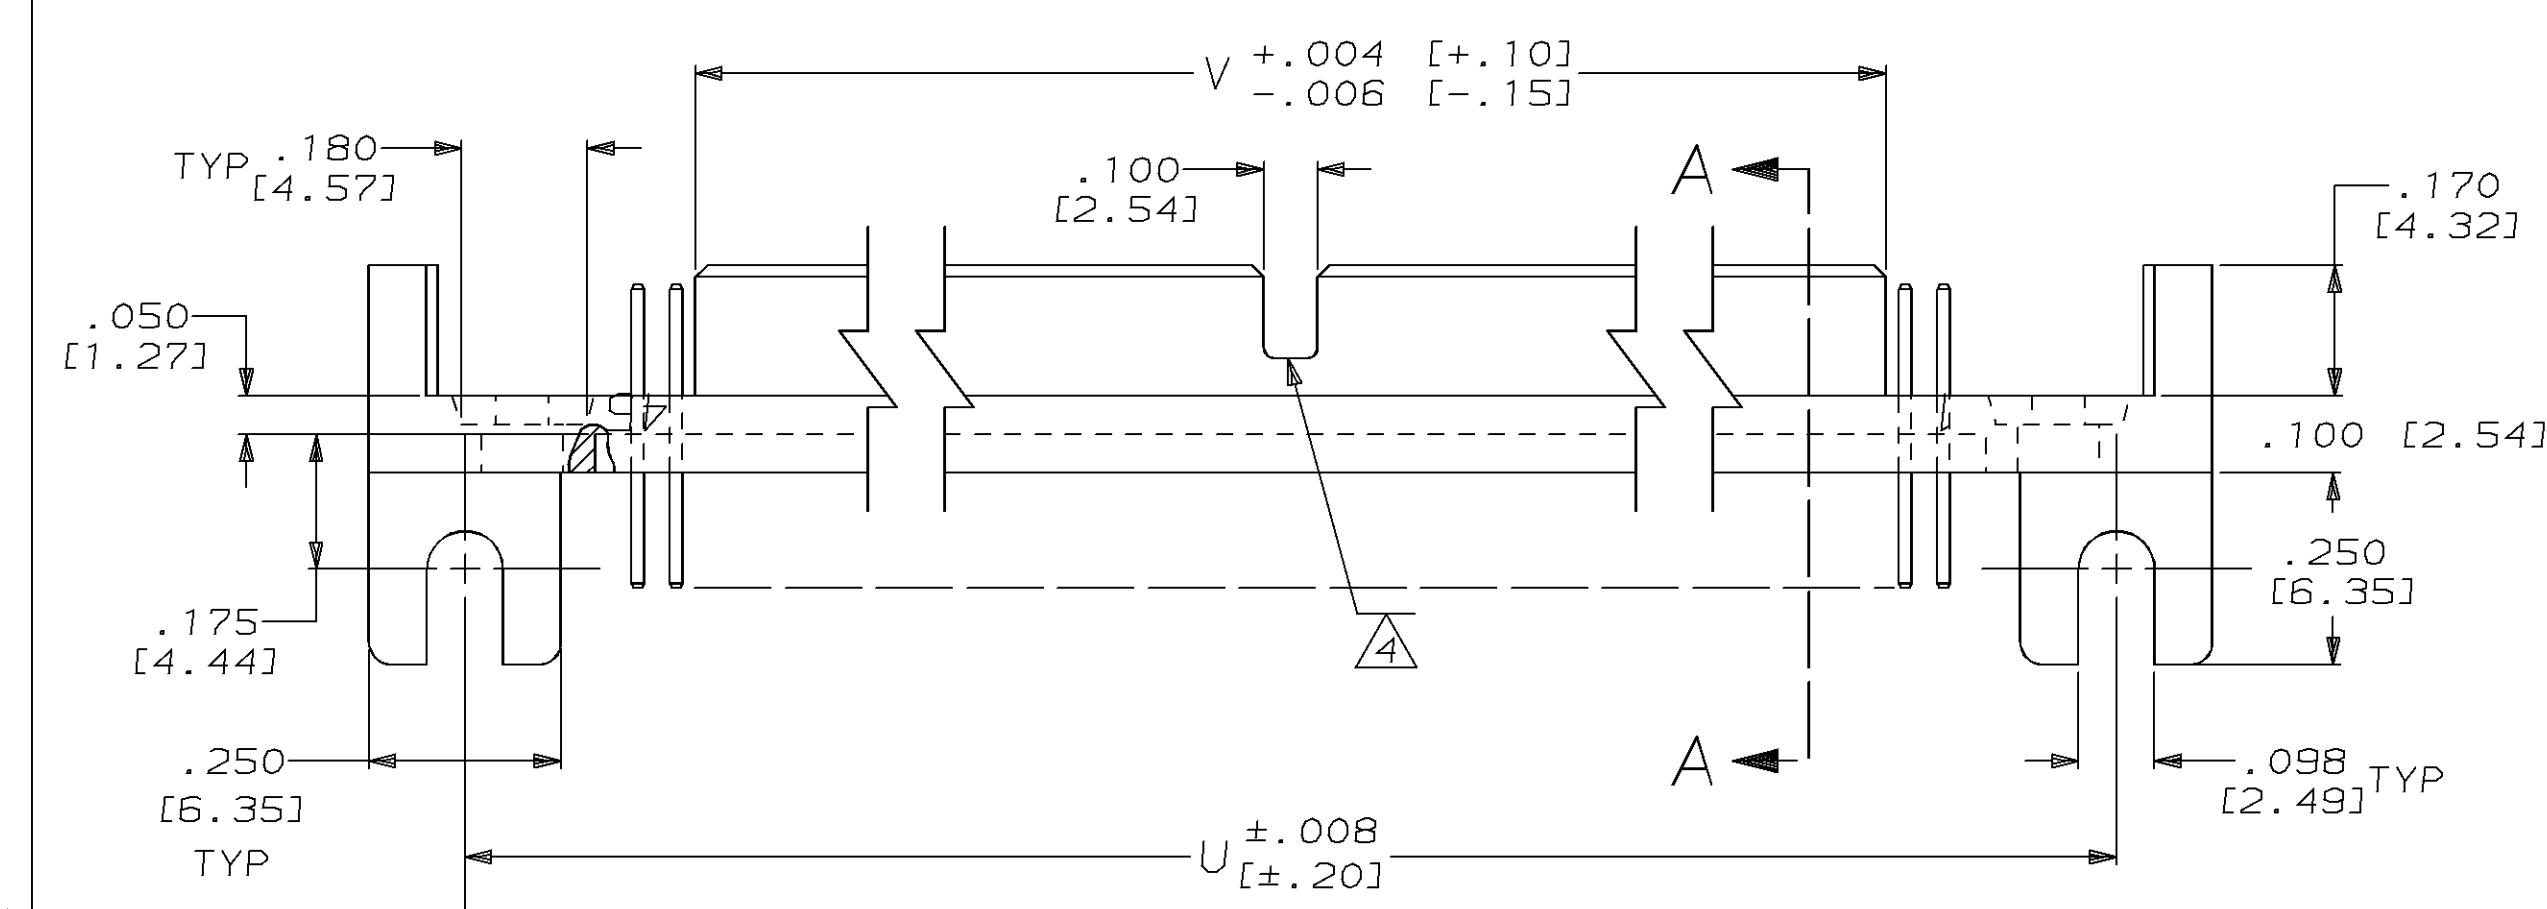 V +.004 [+.10]
-.006 [-.15]
TYP .180
[4.57]
.100
[2.54]
A
.170
[4.32]
.050
[1.27]
.100 [2.54]
.250
[6.35]
.175
[4.44]
4
A
.250
[6.35]
TYP
.098
[2.49] TYP
U ±.008
[±.20]